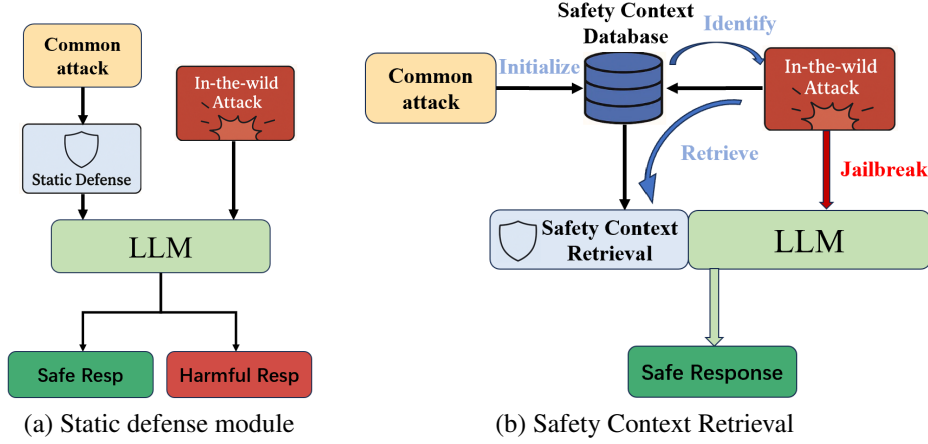 Common
attack
In-the-wild
Attack
Static Defense
LLM
Safe Resp
Harmful Resp
(a) Static defense module
Safety Context
Database
Identify
Common
attack
Initialize
In-the-wild
Attack
Retrieve
Jailbreak
Safety Context
Retrieval
LLM
Safe Response
(b) Safety Context Retrieval